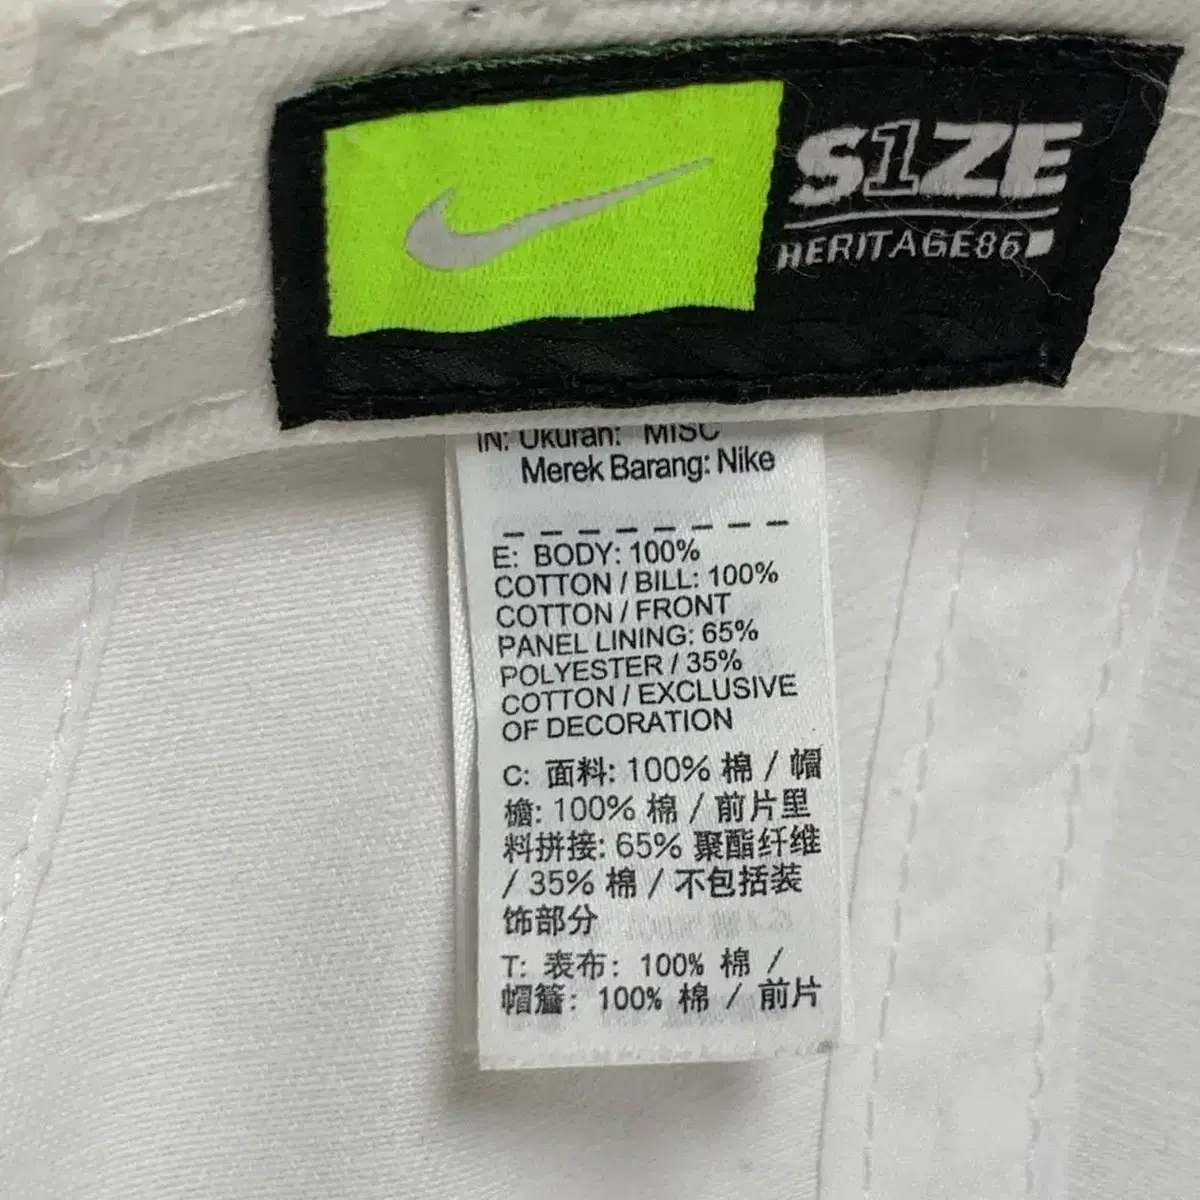 S1ZE
HERITAGE86
IN: Ukuran: MISC
Merek Barang: Nike
E: BODY: 100%
COTTON / BILL: 100%
COTTON / FRONT
PANEL LINING: 65%
POLYESTER / 35%
COTTON / EXCLUSIVE
OF DECORATION
C: 面料: 100% 棉 / 帽
檐: 100% 棉 / 前片里
料拼接: 65% 聚酯纤维
/ 35% 棉 / 不包括装
饰部分
T: 表布: 100% 棉 /
帽簷: 100% 棉 / 前片